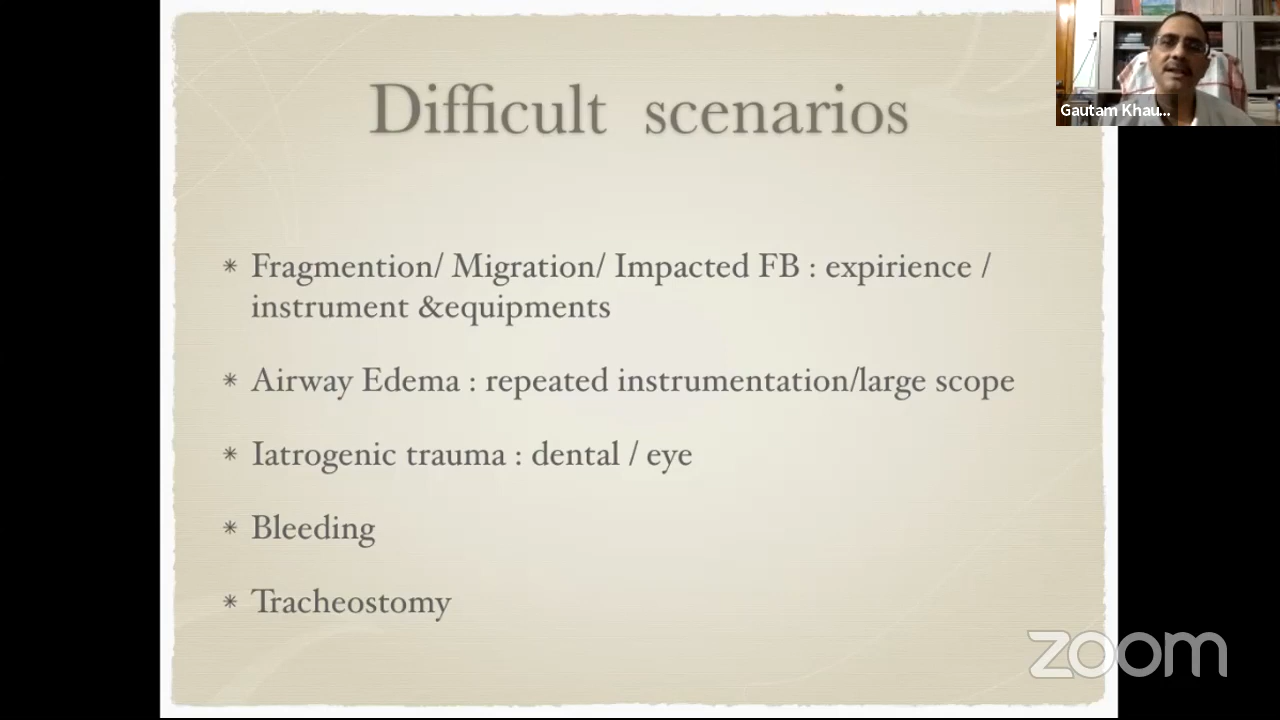 Difficult scenarios
Gautam Khau...
* Fragmention/ Migration/ Impacted FB : expirience /
instrument &equipments
* Airway Edema : repeated instrumentation/large scope
* Iatrogenic trauma : dental / eye
* Bleeding
* Tracheostomy
zoom